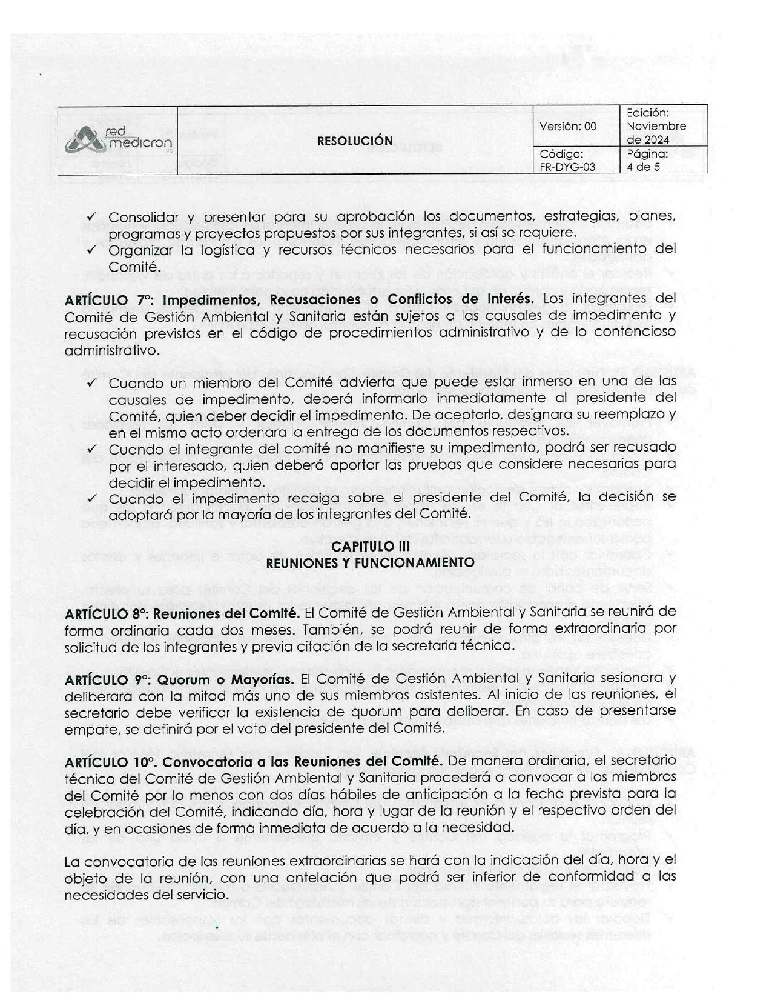 red
medicron
IPS
RESOLUCIÓN
Versión: 00
Edición:
Noviembre
de 2024
Código:
FR-DYG-03
Página:
4 de 5
✓ Consolidar y presentar para su aprobación los documentos, estrategias, planes,
programas y proyectos propuestos por sus integrantes, si así se requiere.
✓ Organizar la logística y recursos técnicos necesarios para el funcionamiento del
Comité.
ARTÍCULO 7°: Impedimentos, Recusaciones o Conflictos de Interés. Los integrantes del
Comité de Gestión Ambiental y Sanitaria están sujetos a las causales de impedimento y
recusación previstas en el código de procedimientos administrativo y de lo contencioso
administrativo.
✓ Cuando un miembro del Comité advierta que puede estar inmerso en una de las
causales de impedimento, deberá informarlo inmediatamente al presidente del
Comité, quien deber decidir el impedimento. De aceptarlo, designara su reemplazo y
en el mismo acto ordenara la entrega de los documentos respectivos.
✓ Cuando el integrante del comité no manifieste su impedimento, podrá ser recusado
por el interesado, quien deberá aportar las pruebas que considere necesarias para
decidir el impedimento.
✓ Cuando el impedimento recaiga sobre el presidente del Comité, la decisión se
adoptará por la mayoría de los integrantes del Comité.
CAPITULO III
REUNIONES Y FUNCIONAMIENTO
ARTÍCULO 8°: Reuniones del Comité. El Comité de Gestión Ambiental y Sanitaria se reunirá de
forma ordinaria cada dos meses. También, se podrá reunir de forma extraordinaria por
solicitud de los integrantes y previa citación de la secretaria técnica.
ARTÍCULO 9°: Quorum o Mayorías. El Comité de Gestión Ambiental y Sanitaria sesionara y
deliberara con la mitad más uno de sus miembros asistentes. Al inicio de las reuniones, el
secretario debe verificar la existencia de quorum para deliberar. En caso de presentarse
empate, se definirá por el voto del presidente del Comité.
ARTÍCULO 10°. Convocatoria a las Reuniones del Comité. De manera ordinaria, el secretario
técnico del Comité de Gestión Ambiental y Sanitaria procederá a convocar a los miembros
del Comité por lo menos con dos días hábiles de anticipación a la fecha prevista para la
celebración del Comité, indicando día, hora y lugar de la reunión y el respectivo orden del
día, y en ocasiones de forma inmediata de acuerdo a la necesidad.
La convocatoria de las reuniones extraordinarias se hará con la indicación del día, hora y el
objeto de la reunión, con una antelación que podrá ser inferior de conformidad a las
necesidades del servicio.